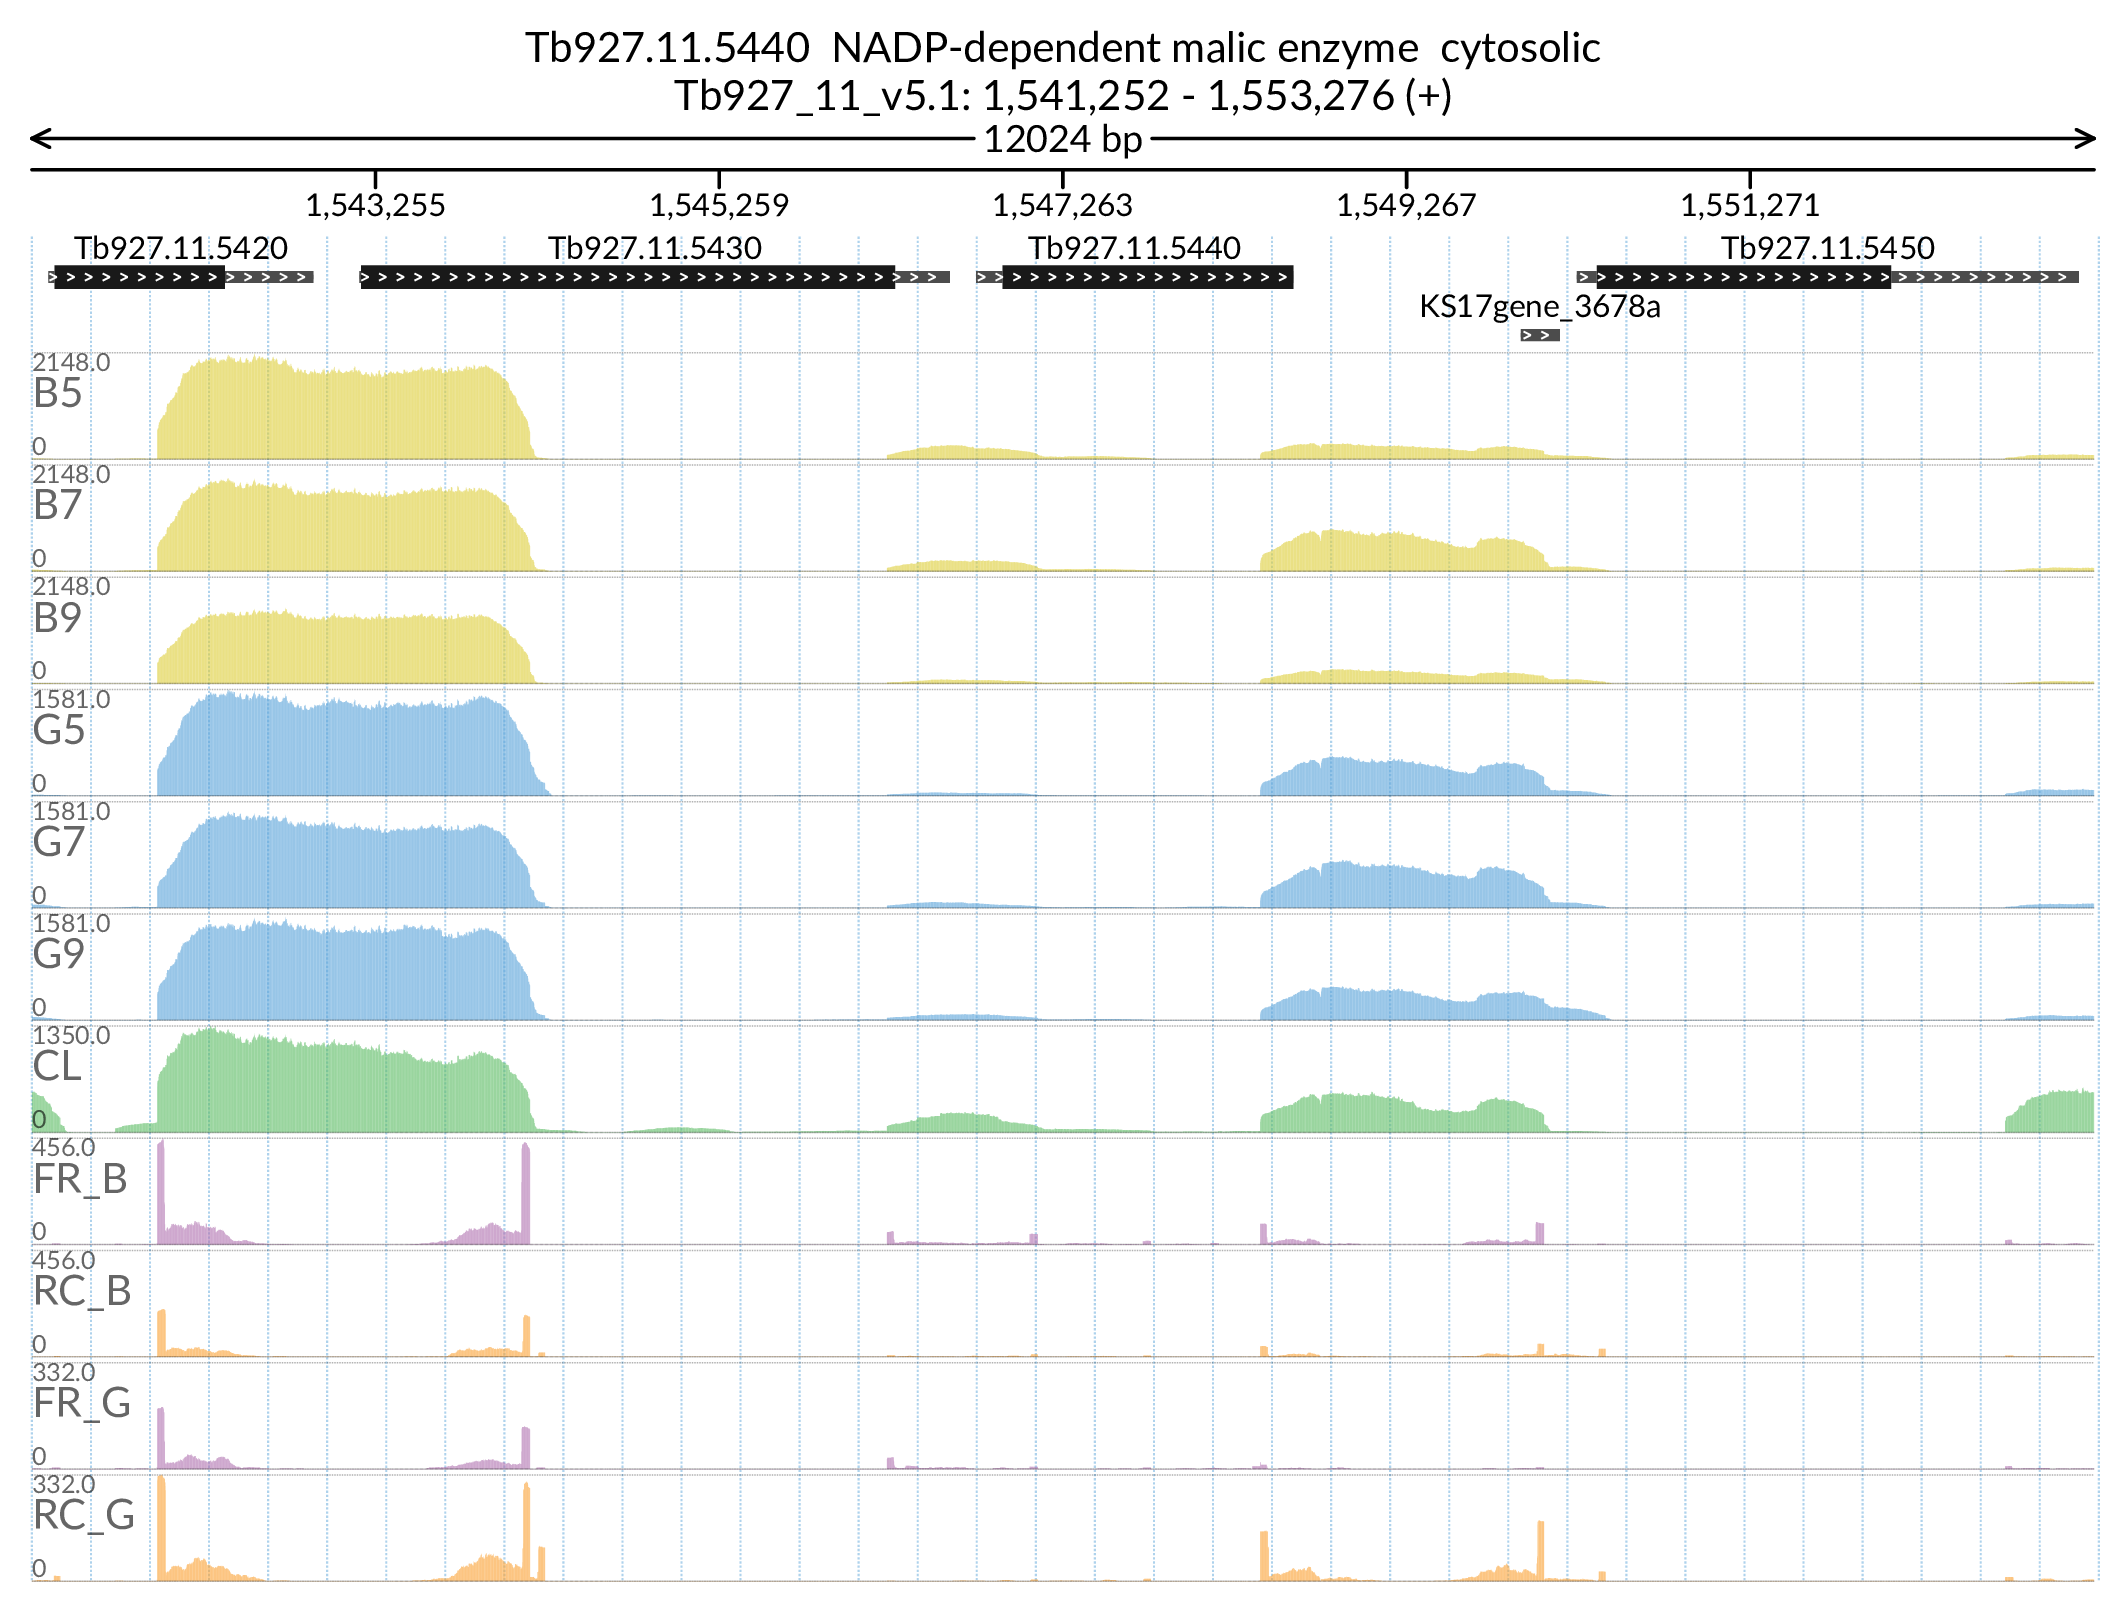 Tb927.11.5440 NADP-dependent malic enzyme cytosolic
Tb927_11_v5.1: 1,541,252 - 1,553,276 (+)
12024 bp
1,543,255 1,545,259 1,547,263 1,549,267 1,551,271
Tb927.11.5420 Tb927.11.5430 Tb927.11.5440 Tb927.11.5450
KS17gene_3678a
2148.0
B5
0
2148.0
B7
0
2148.0
B9
0
1581.0
G5
0
1581.0
G7
0
1581.0
G9
0
1350.0
CL
0
456.0
FR_B
0
456.0
RC_B
0
332.0
FR_G
0
332.0
RC_G
0